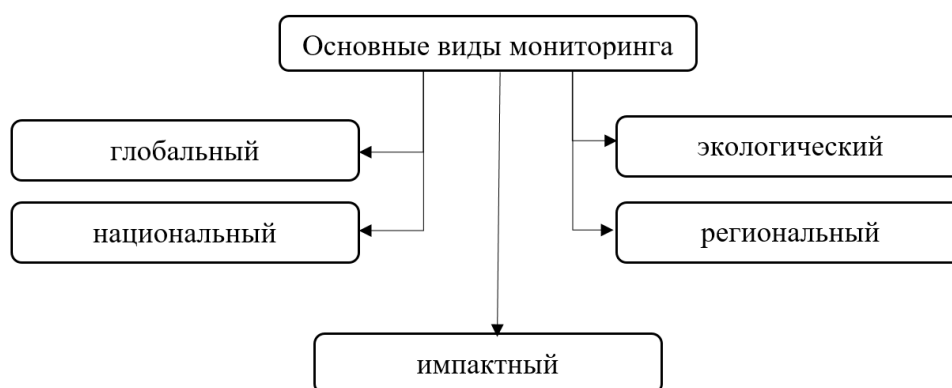 Основные виды мониторинга
глобальный
экологический
национальный
региональный
импактный